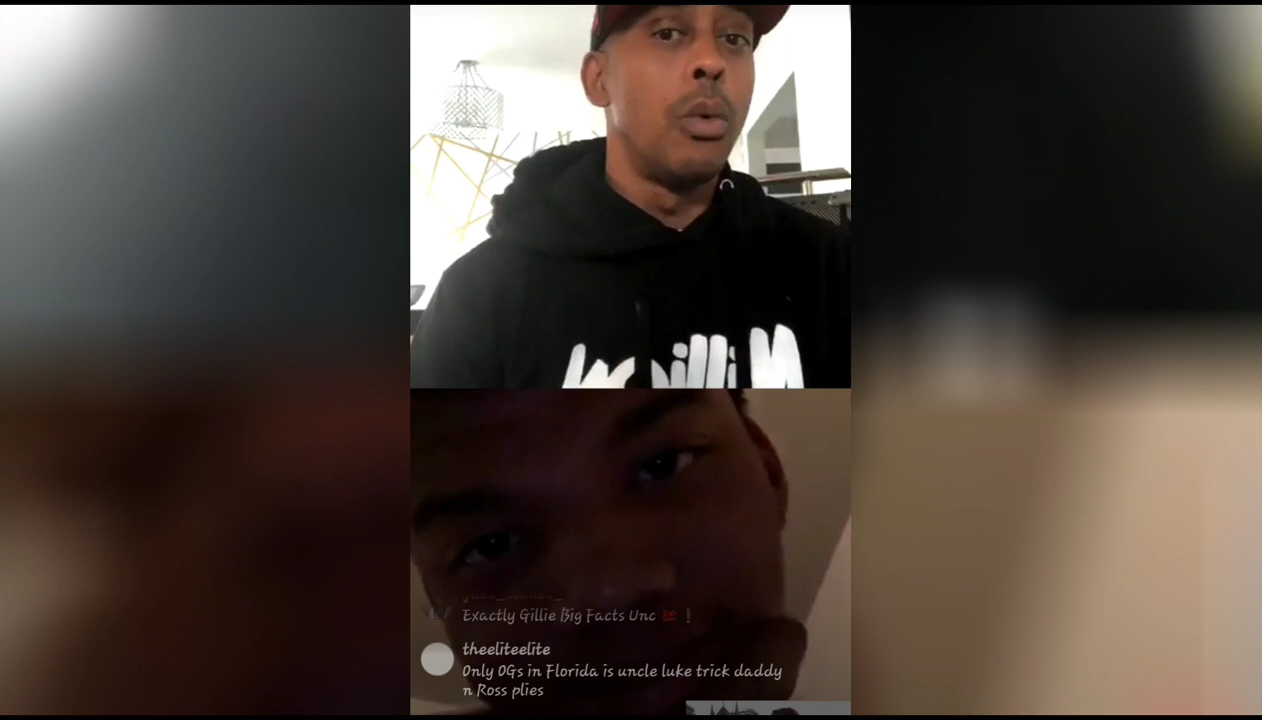 Exactly Gillie Big Facts Unc 💯 ❗
theeliteelite
Only OGs in Florida is uncle luke trick daddy
n Ross plies